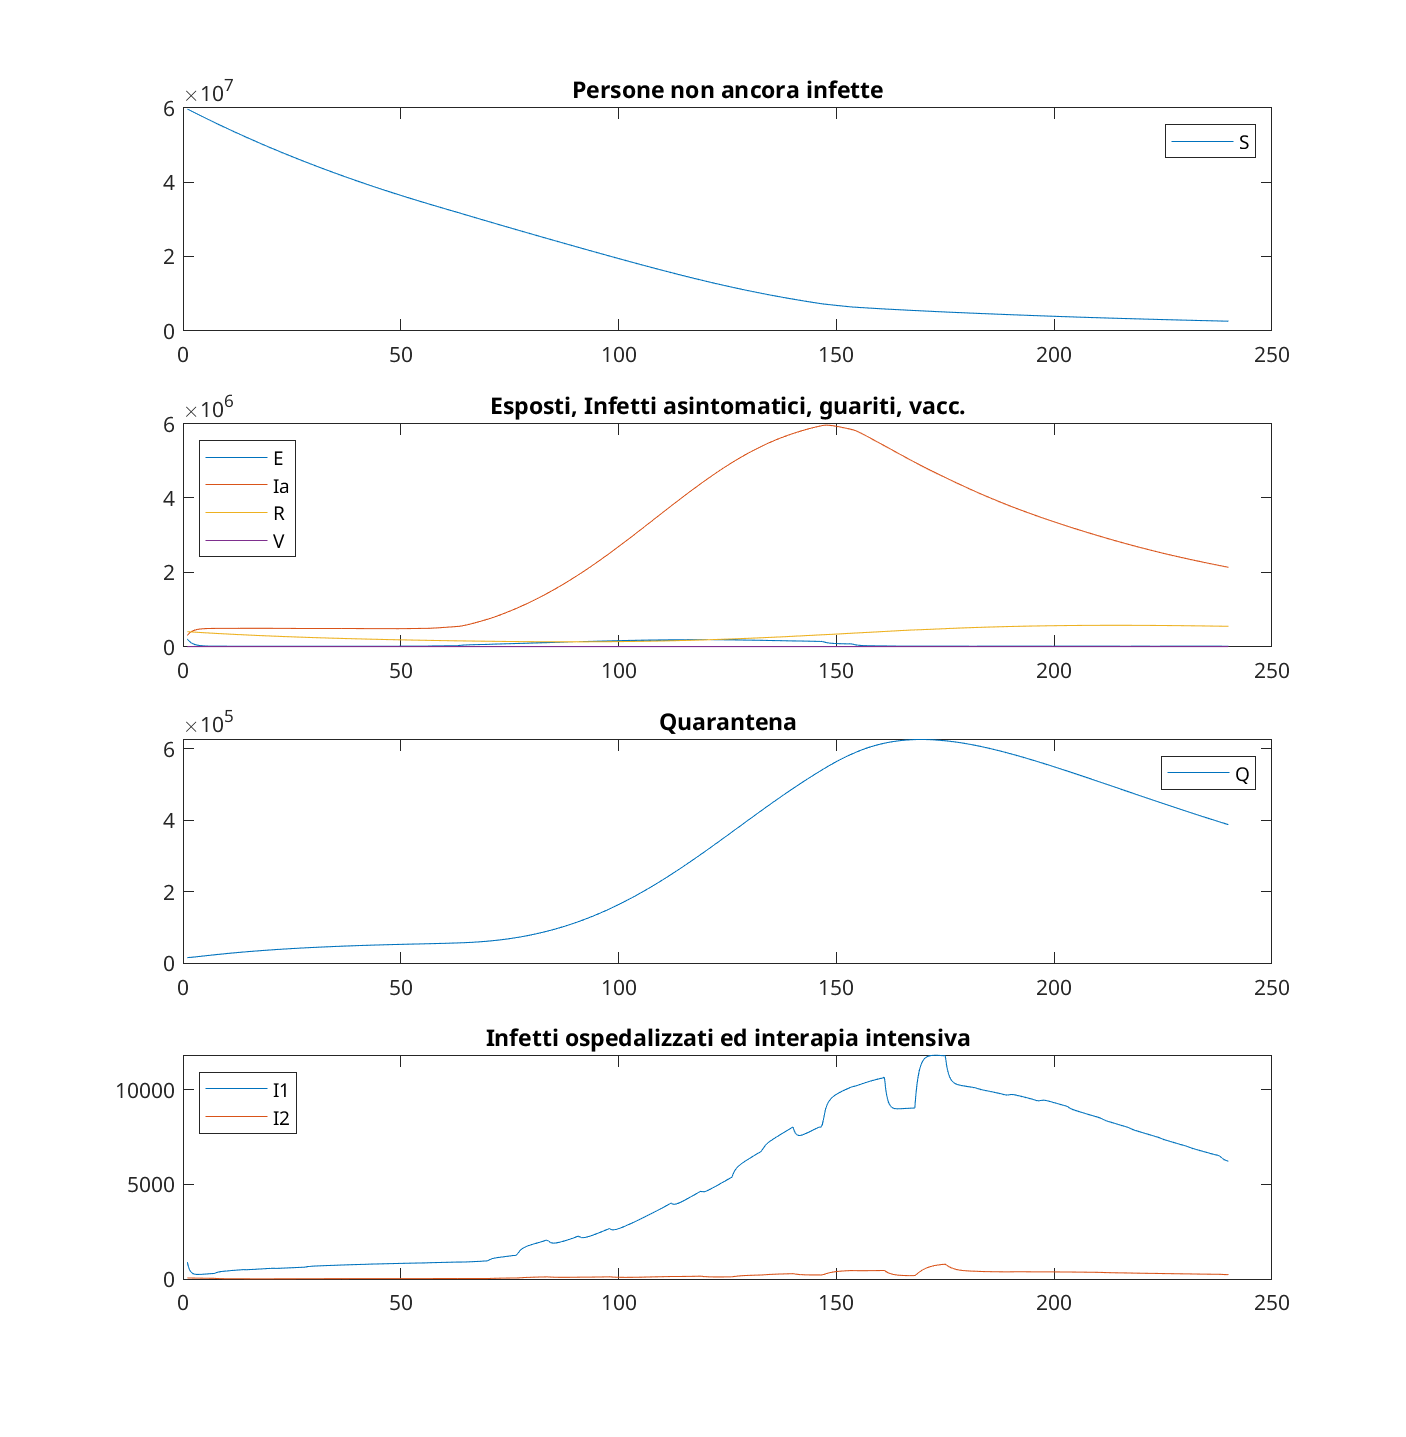 Persone non ancora infette
×10^7
6
4
2
0
S
0 50 100 150 200 250
Esposti, Infetti asintomatici, guariti, vacc.
×10^6
6
4
2
0
E
Ia
R
V
0 50 100 150 200 250
Quarantena
×10^5
6
4
2
0
Q
0 50 100 150 200 250
Infetti ospedalizzati ed interapia intensiva
10000
5000
0
I1
I2
0 50 100 150 200 250